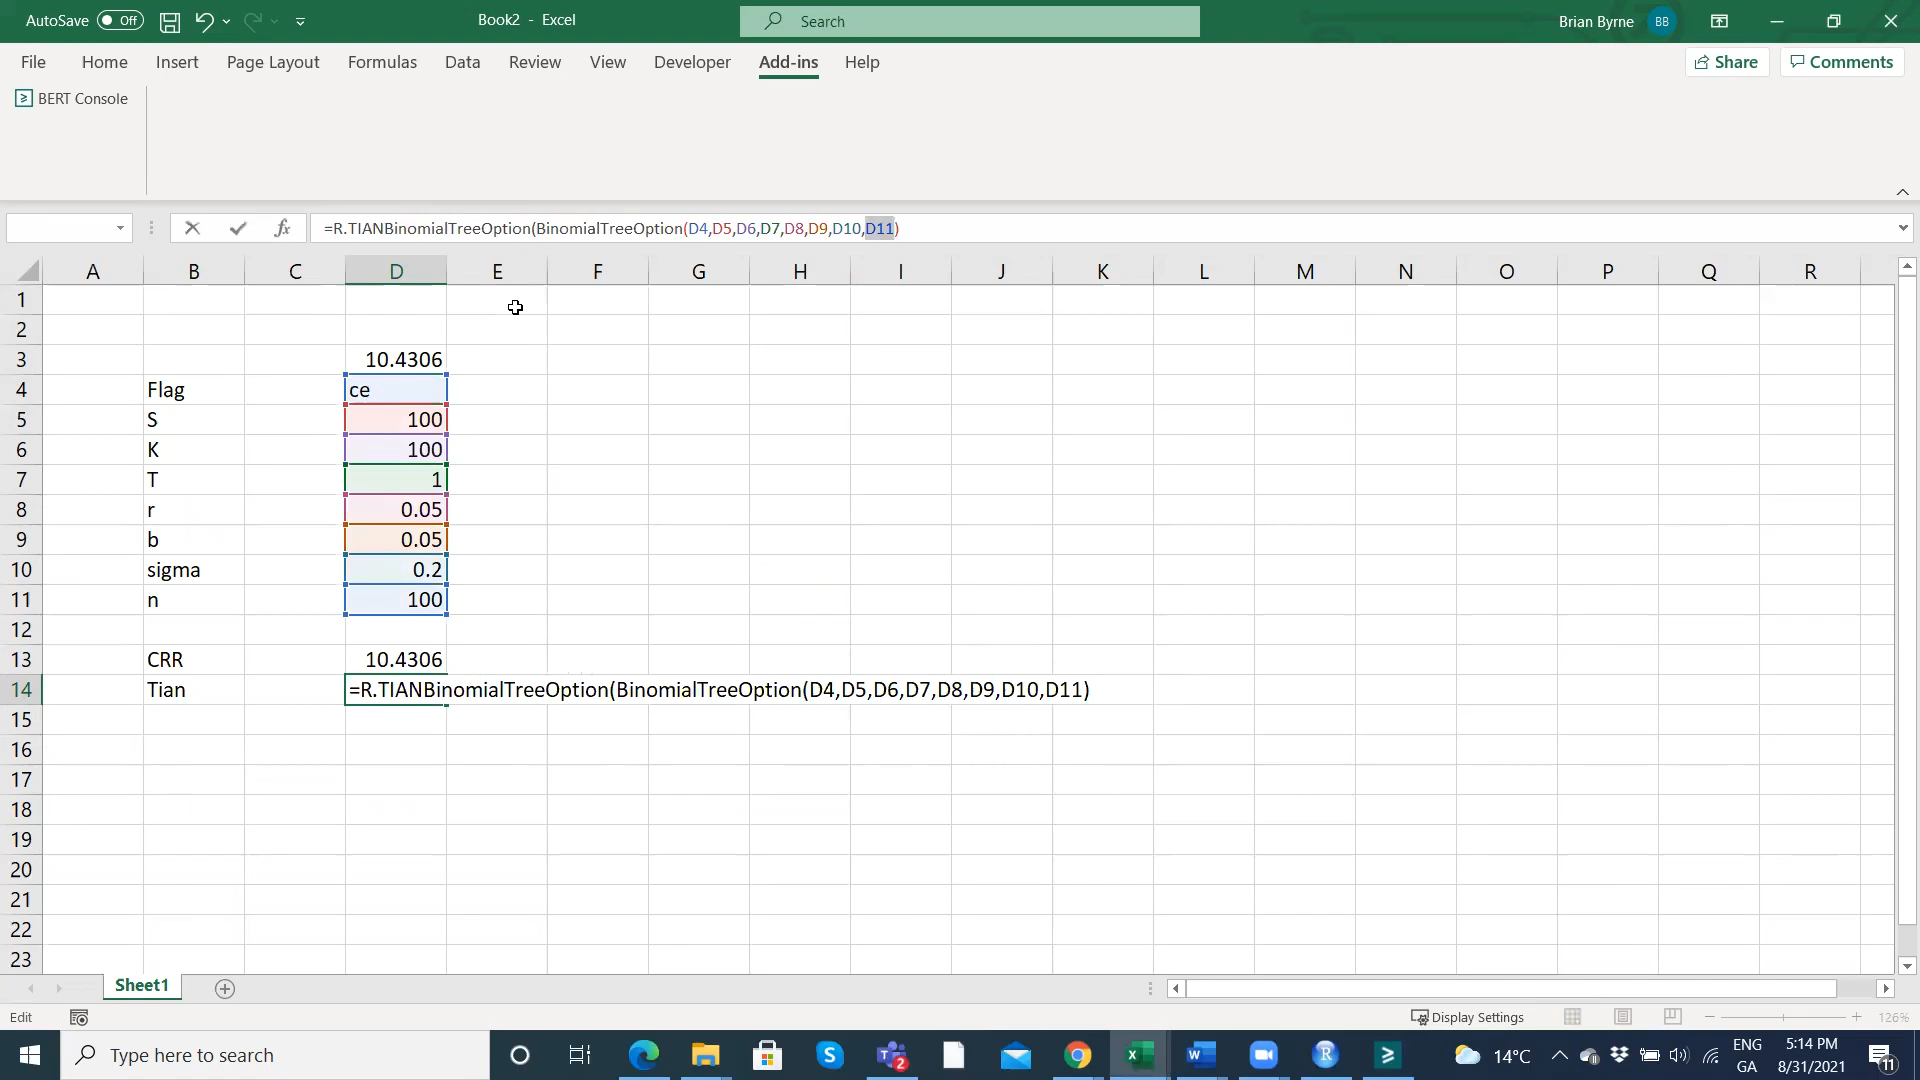 AutoSave Off Book2 - Excel Search Brian Byrne BB
File Home Insert Page Layout Formulas Data Review View Developer Add-ins Help Share Comments
BERT Console
fx =R.TIANBinomialTreeOption(BinomialTreeOption(D4,D5,D6,D7,D8,D9,D10,D11)
A B C D E F G H I J K L M N O P Q R
1
2
3 10.4306
4 Flag ce
5 S 100
6 K 100
7 T 1
8 r 0.05
9 b 0.05
10 sigma 0.2
11 n 100
12
13 CRR 10.4306
14 Tian =R.TIANBinomialTreeOption(BinomialTreeOption(D4,D5,D6,D7,D8,D9,D10,D11)
15
16
17
18
19
20
21
22
23
Sheet1
Edit Display Settings 126%
Type here to search 2 14°C ENG 5:14 PM
GA 8/31/2021 11